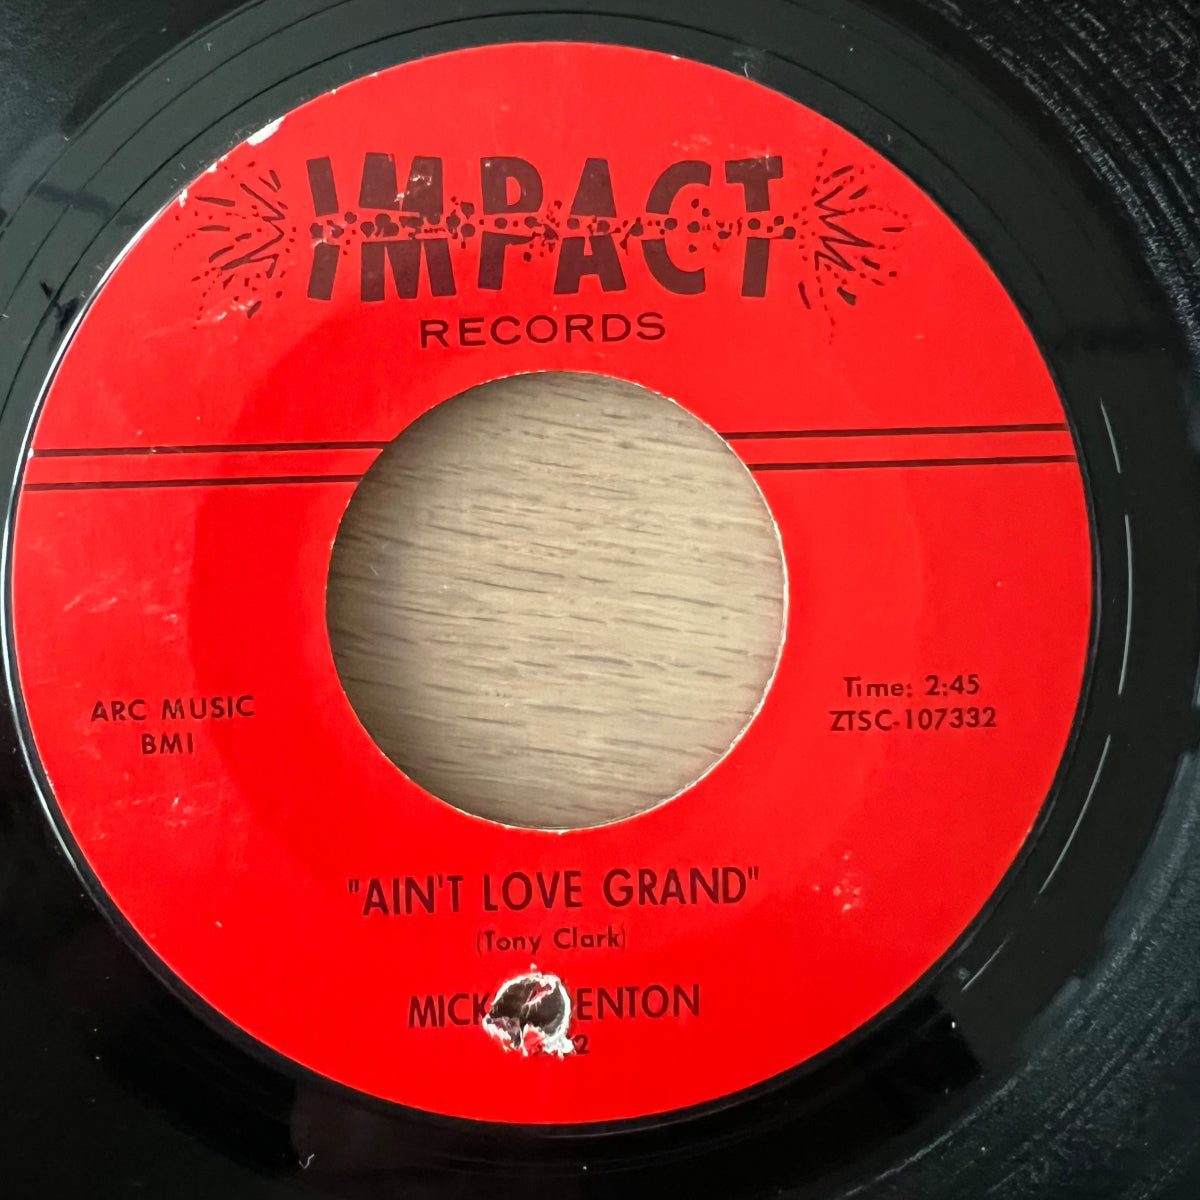 IMPACT
RECORDS
ARC MUSIC
BMI
Time: 2:45
ZTSC-107332
"AIN'T LOVE GRAND"
(Tony Clark)